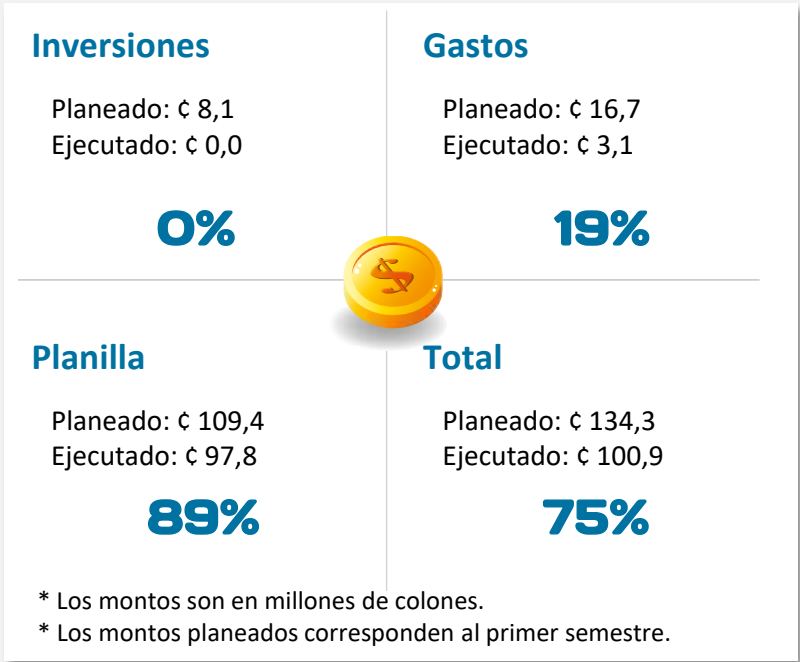 Inversiones
Planeado: ¢ 8,1
Ejecutado: ¢ 0,0
0%
Gastos
Planeado: ¢ 16,7
Ejecutado: ¢ 3,1
19%
$
Planilla
Planeado: ¢ 109,4
Ejecutado: ¢ 97,8
89%
Total
Planeado: ¢ 134,3
Ejecutado: ¢ 100,9
75%
* Los montos son en millones de colones.
* Los montos planeados corresponden al primer semestre.